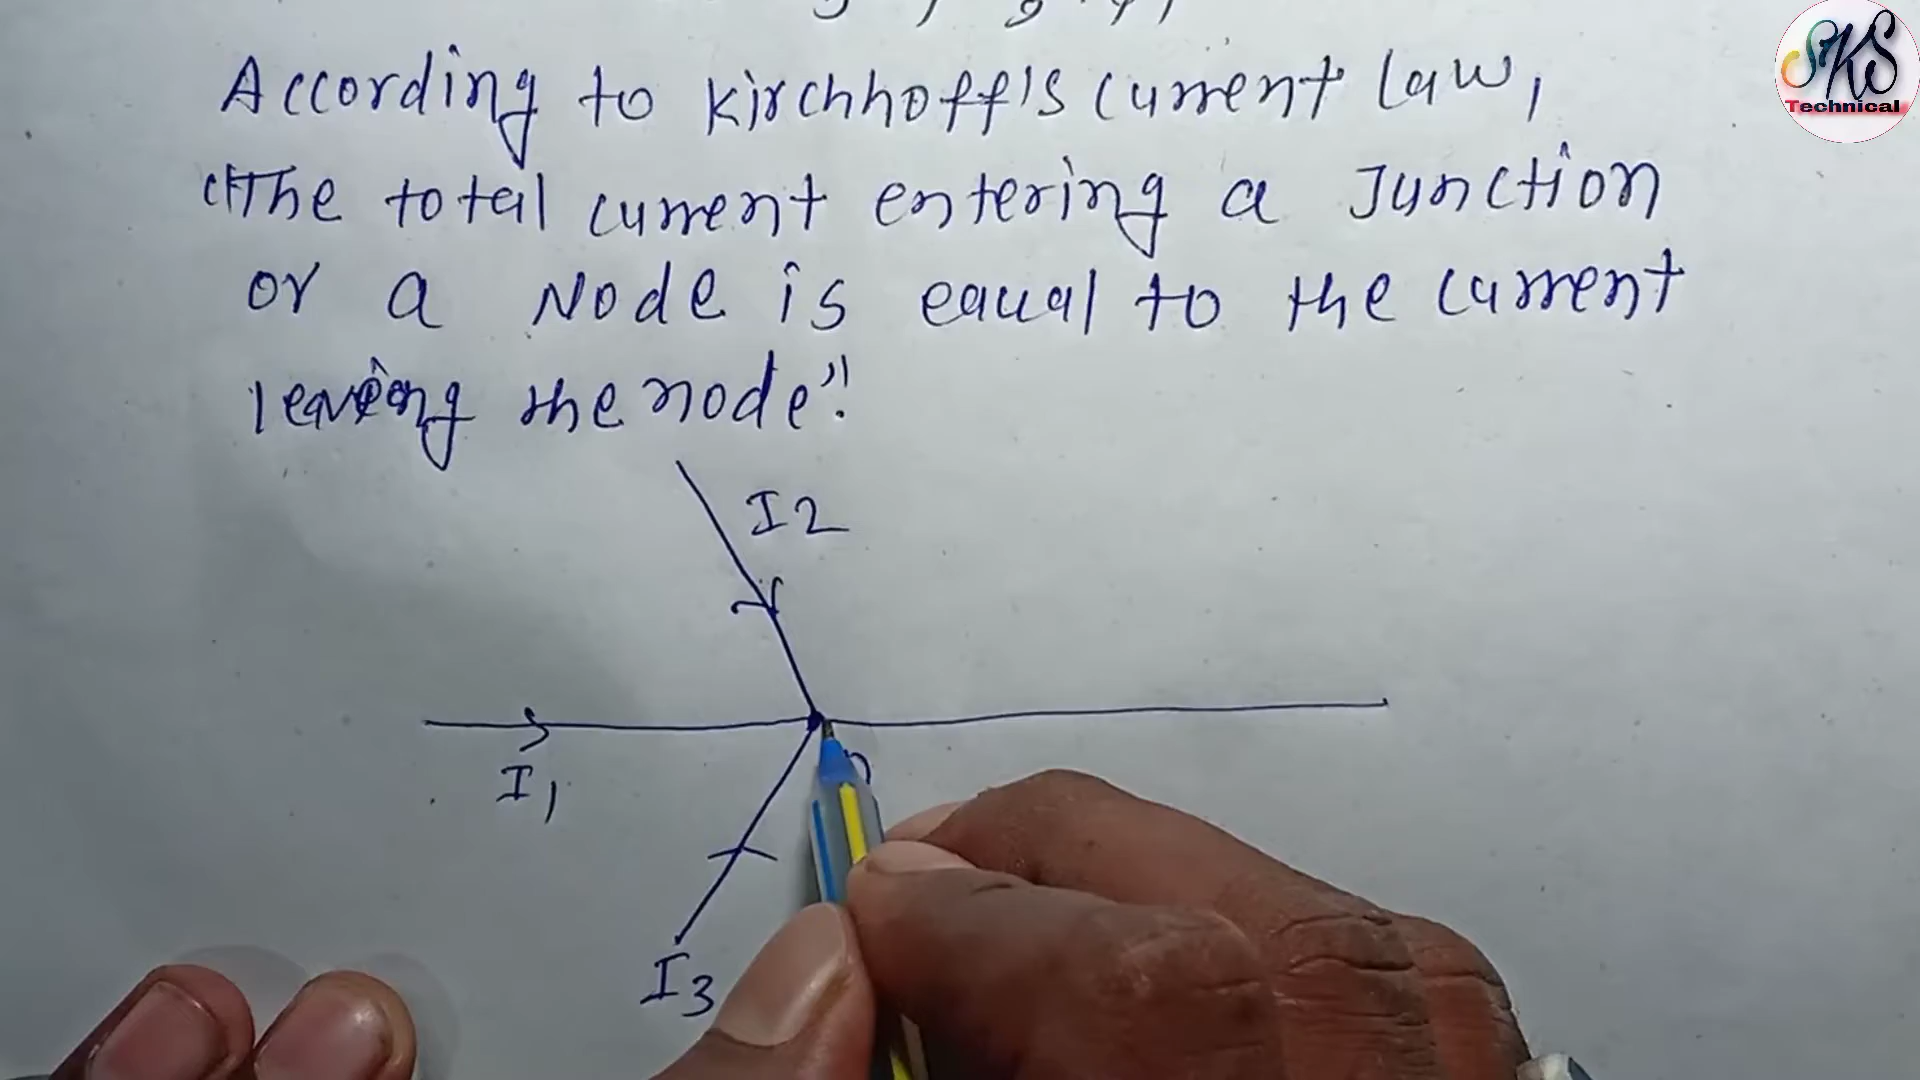 According to Kirchhoff's Current law,
"The total current entering a Junction
or a Node is equal to the current
leaving the node".
I2
I1
I3
SKS
Technical